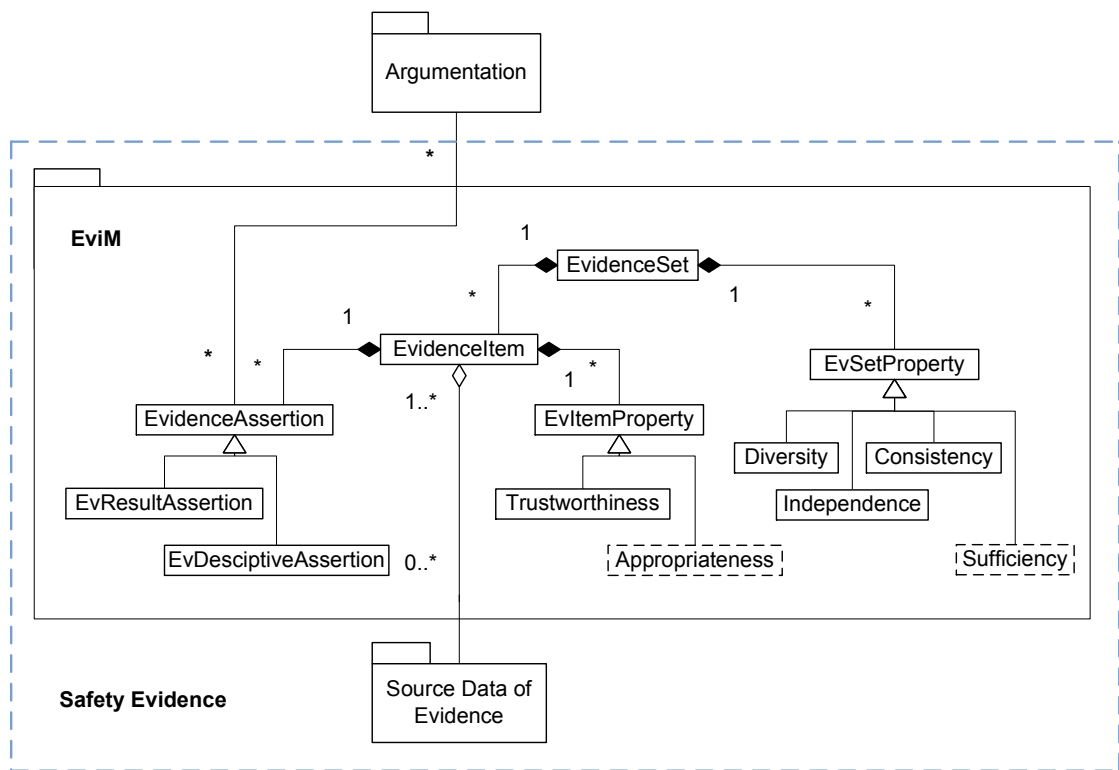 Argumentation
*
EviM
1
EvidenceSet
1
*
*
1
EvidenceItem
*
*
1
*
EvSetProperty
1..*
EvidenceAssertion
EvItemProperty
Diversity
Consistency
EvResultAssertion
Trustworthiness
Independence
EvDesciptiveAssertion
0..*
Appropriateness
Sufficiency
Safety Evidence
Source Data of
Evidence